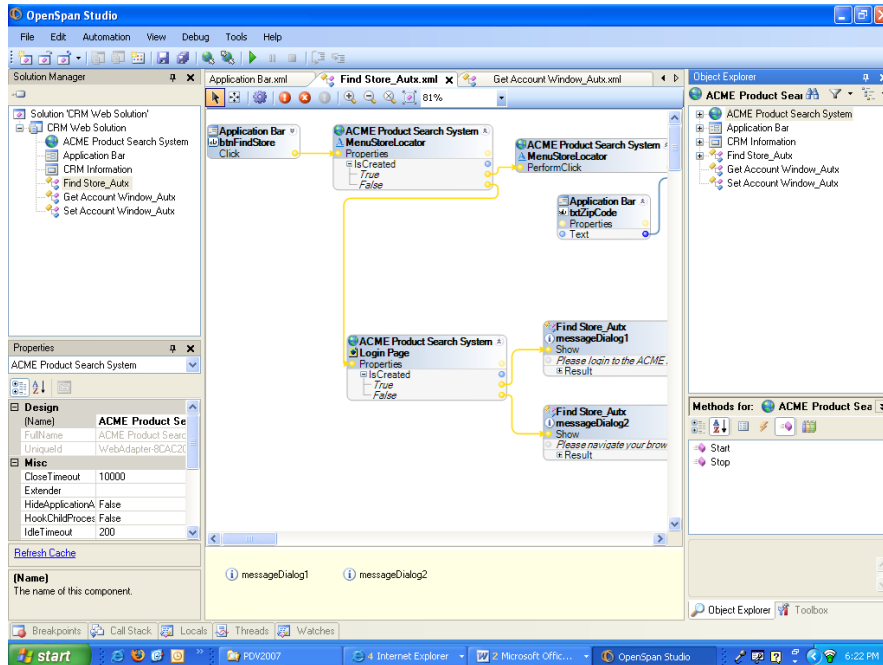 OpenSpan Studio
File Edit Automation View Debug Tools Help
Solution Manager
Solution 'CRM Web Solution'
CRM Web Solution
ACME Product Search System
Application Bar
CRM Information
Find Store_Autx
Get Account Window_Autx
Set Account Window_Autx
Properties
ACME Product Search System
Design
(Name) ACME Product Se
FullName ACME Product Searc
UniqueId WebAdapter-8CAC20
Misc
CloseTimeout 10000
Extender
HideApplicationA False
HookChildProces False
IdleTimeout 200
Refresh Cache
(Name)
The name of this component.
Application Bar.xml Find Store_Autx.xml x Get Account Window_Autx.xml
81%
Application Bar
btnFindStore
Click
ACME Product Search System
MenuStoreLocator
Properties
IsCreated
True
False
ACME Product Search System
MenuStoreLocator
PerformClick
Application Bar
txtZipCode
Properties
Text
ACME Product Search System
Login Page
Properties
IsCreated
True
False
Find Store_Autx
messageDialog1
Show
Please login to the ACME
Result
Find Store_Autx
messageDialog2
Show
Please navigate your brow
Result
messageDialog1 messageDialog2
Object Explorer
ACME Product Sear
ACME Product Search System
Application Bar
CRM Information
Find Store_Autx
Get Account Window_Autx
Set Account Window_Autx
Methods for: ACME Product Sea
Start
Stop
Object Explorer Toolbox
Breakpoints Call Stack Locals Threads Watches
start PDV2007 4 Internet Explorer 2 Microsoft Offic... OpenSpan Studio 6:22 PM